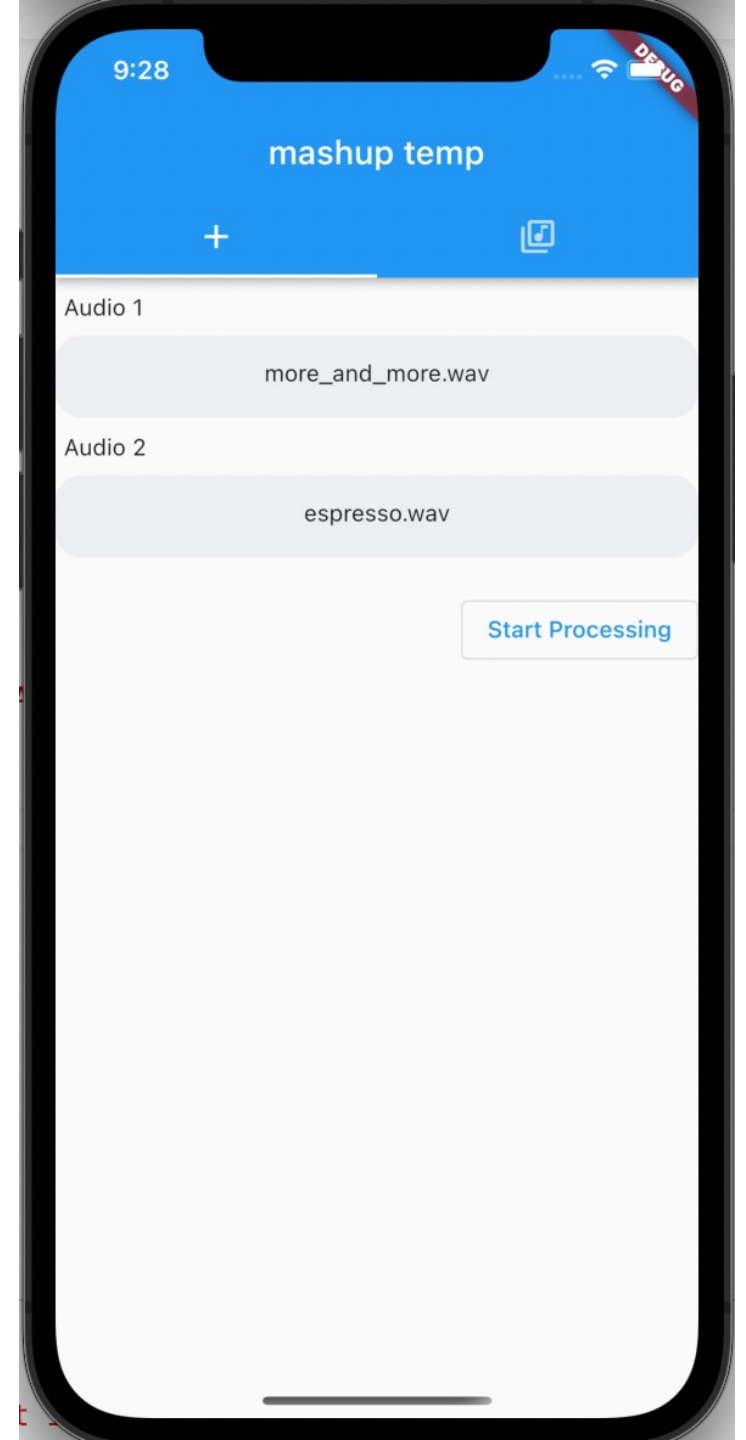 9:28
DEBUG
mashup temp
Audio 1
more_and_more.wav
Audio 2
espresso.wav
Start Processing
t